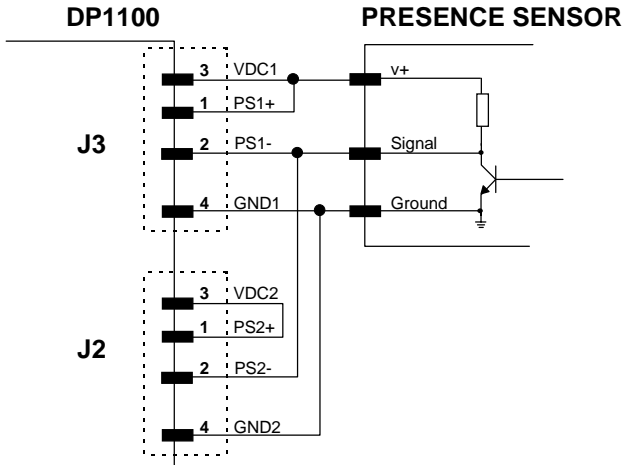 DP1100 PRESENCE SENSOR
3 VDC1 v+
1 PS1+
J3
2 PS1- Signal
4 GND1 Ground
3 VDC2
1 PS2+
J2
2 PS2-
4 GND2